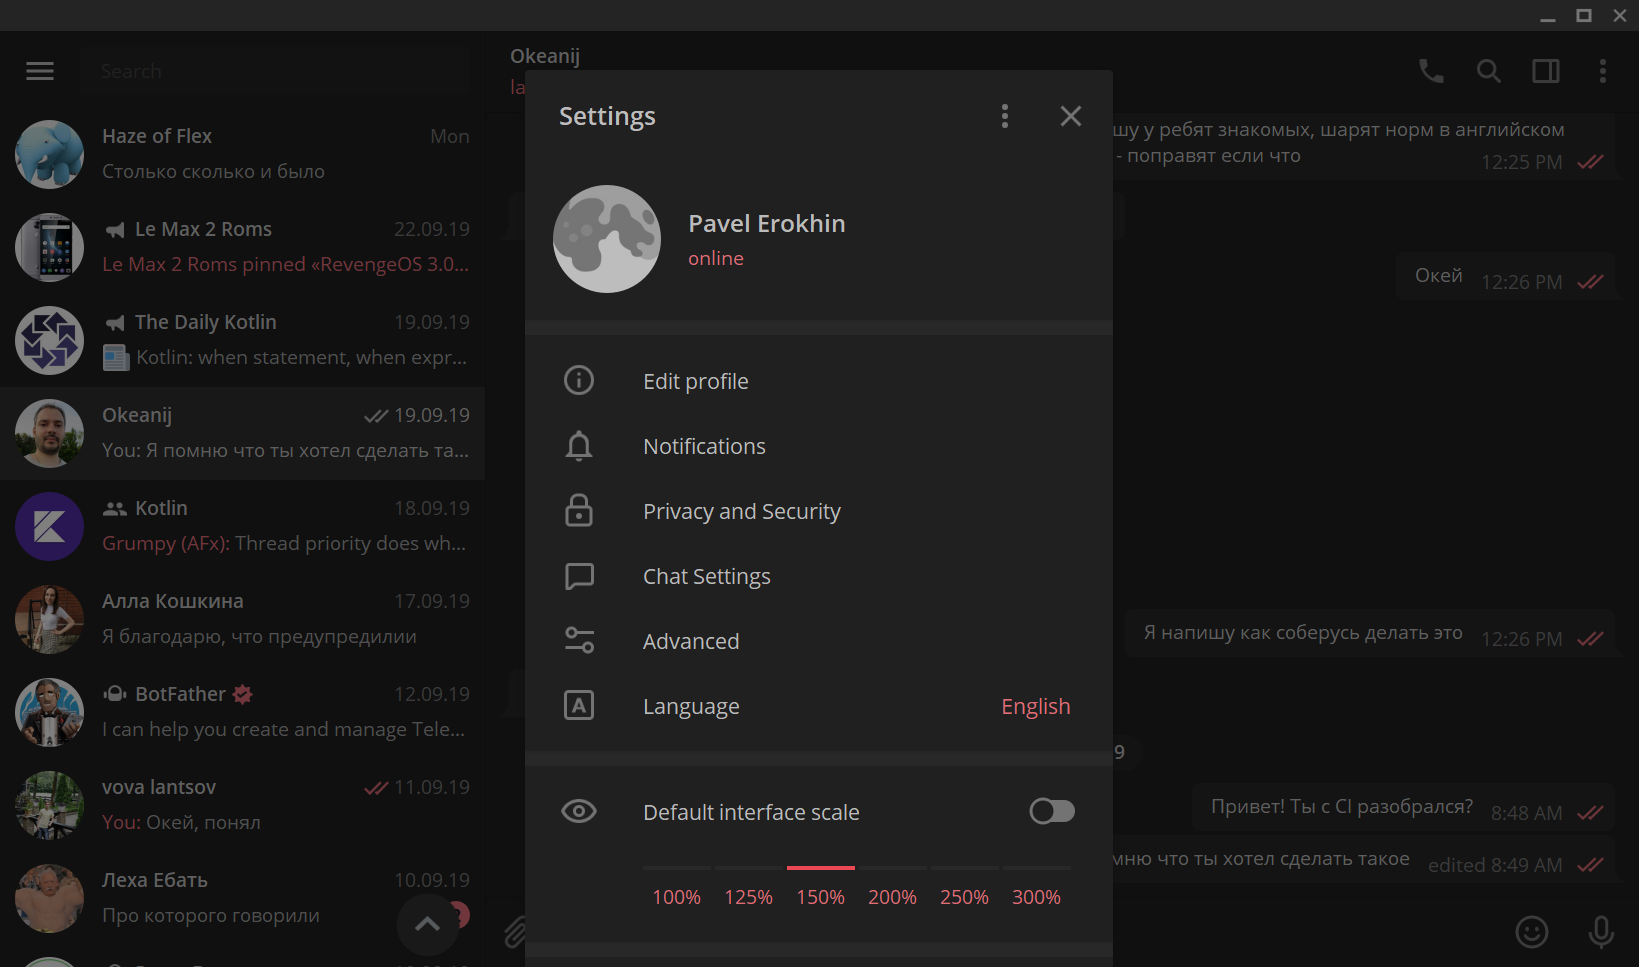 Search
Haze of Flex
Mon
Столько сколько и было
Le Max 2 Roms
22.09.19
Le Max 2 Roms pinned «RevengeOS 3.0...
The Daily Kotlin
19.09.19
Kotlin: when statement, when expr...
Okeanij
19.09.19
You: Я помню что ты хотел сделать та...
Kotlin
18.09.19
Grumpy (AFx): Thread priority does wh...
Алла Кошкина
17.09.19
Я благодарю, что предупредилии
BotFather
12.09.19
I can help you create and manage Tele...
vova lantsov
11.09.19
You: Окей, понял
Леха Ебать
10.09.19
Про которого говорили
Okeanij
la
Settings
Pavel Erokhin
online
Edit profile
Notifications
Privacy and Security
Chat Settings
Advanced
Language
English
Default interface scale
100% 125% 150% 200% 250% 300%
шу у ребят знакомых, шарят норм в английском
- поправят если что
12:25 PM
Окей
12:26 PM
Я напишу как соберусь делать это
12:26 PM
9
Привет! Ты с CI разобрался?
8:48 AM
мню что ты хотел сделать такое
edited 8:49 AM